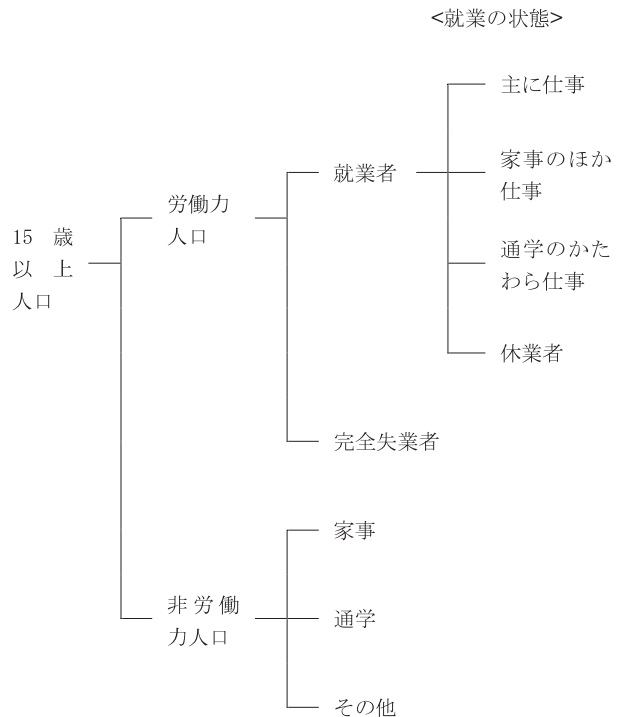 <就業の状態>
主に仕事
家事のほか
仕事
就業者
労働力
人口
15 歳
以 上
人口
通学のかた
わら仕事
休業者
完全失業者
家事
非 労 働
力人口
通学
その他